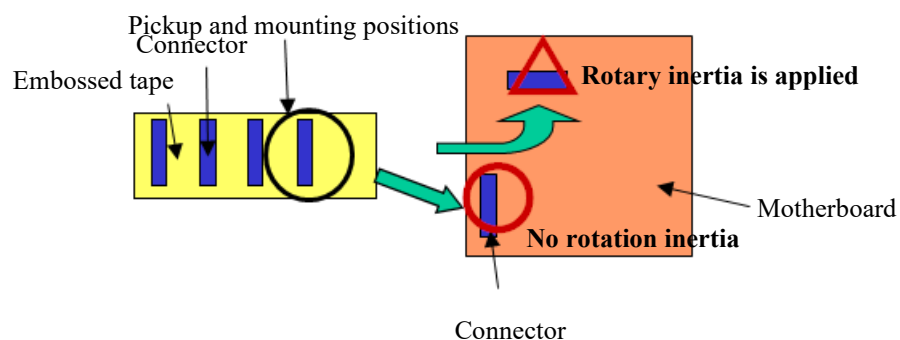 Pickup and mounting positions
Connector
Embossed tape
Rotary inertia is applied
Motherboard
No rotation inertia
Connector